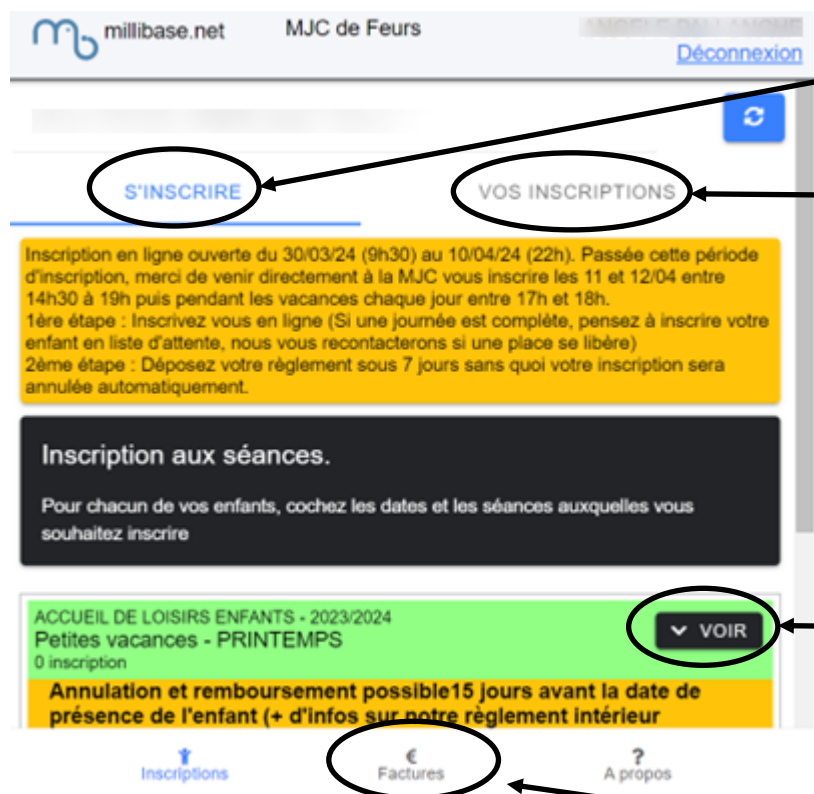 millibase.net MJC de Feurs
Déconnexion
S'INSCRIRE VOS INSCRIPTIONS
Inscription en ligne ouverte du 30/03/24 (9h30) au 10/04/24 (22h). Passée cette période
d'inscription, merci de venir directement à la MJC vous inscrire les 11 et 12/04 entre
14h30 à 19h puis pendant les vacances chaque jour entre 17h et 18h.
1ère étape : Inscrivez vous en ligne (Si une journée est complète, pensez à inscrire votre
enfant en liste d'attente, nous vous recontacterons si une place se libère)
2ème étape : Déposez votre règlement sous 7 jours sans quoi votre inscription sera
annulée automatiquement.
Inscription aux séances.
Pour chacun de vos enfants, cochez les dates et les séances auxquelles vous
souhaitez inscrire
ACCUEIL DE LOISIRS ENFANTS - 2023/2024
Petites vacances - PRINTEMPS
VOIR
0 inscription
Annulation et remboursement possible15 jours avant la date de
présence de l'enfant (+ d'infos sur notre règlement intérieur
€ ?
Inscriptions Factures A propos